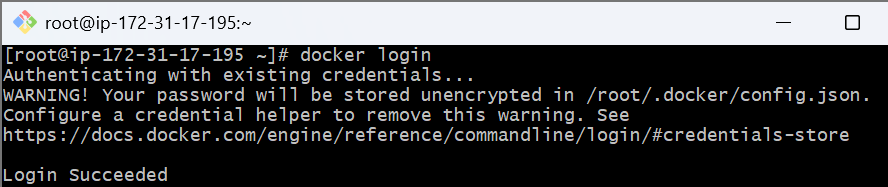 root@ip-172-31-17-195:~
[root@ip-172-31-17-195 ~]# docker login
Authenticating with existing credentials...
WARNING! Your password will be stored unencrypted in /root/.docker/config.json.
Configure a credential helper to remove this warning. See
https://docs.docker.com/engine/reference/commandline/login/#credentials-store
Login Succeeded